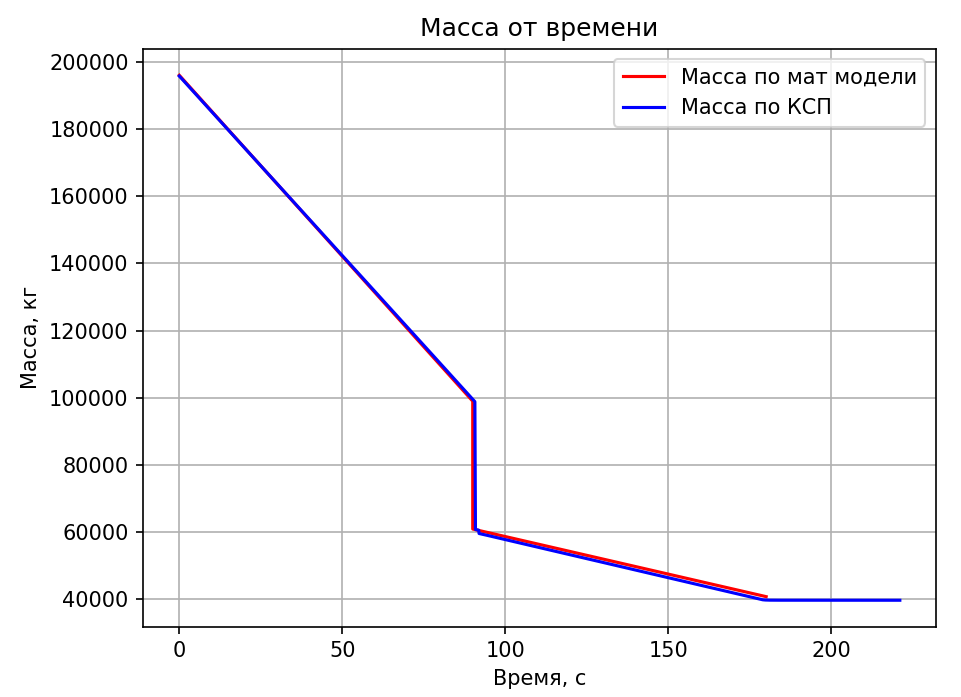 Масса от времени
Масса, кг
200000
180000
160000
140000
120000
100000
80000
60000
40000
Масса по мат модели
Масса по КСП
0 50 100 150 200
Время, с